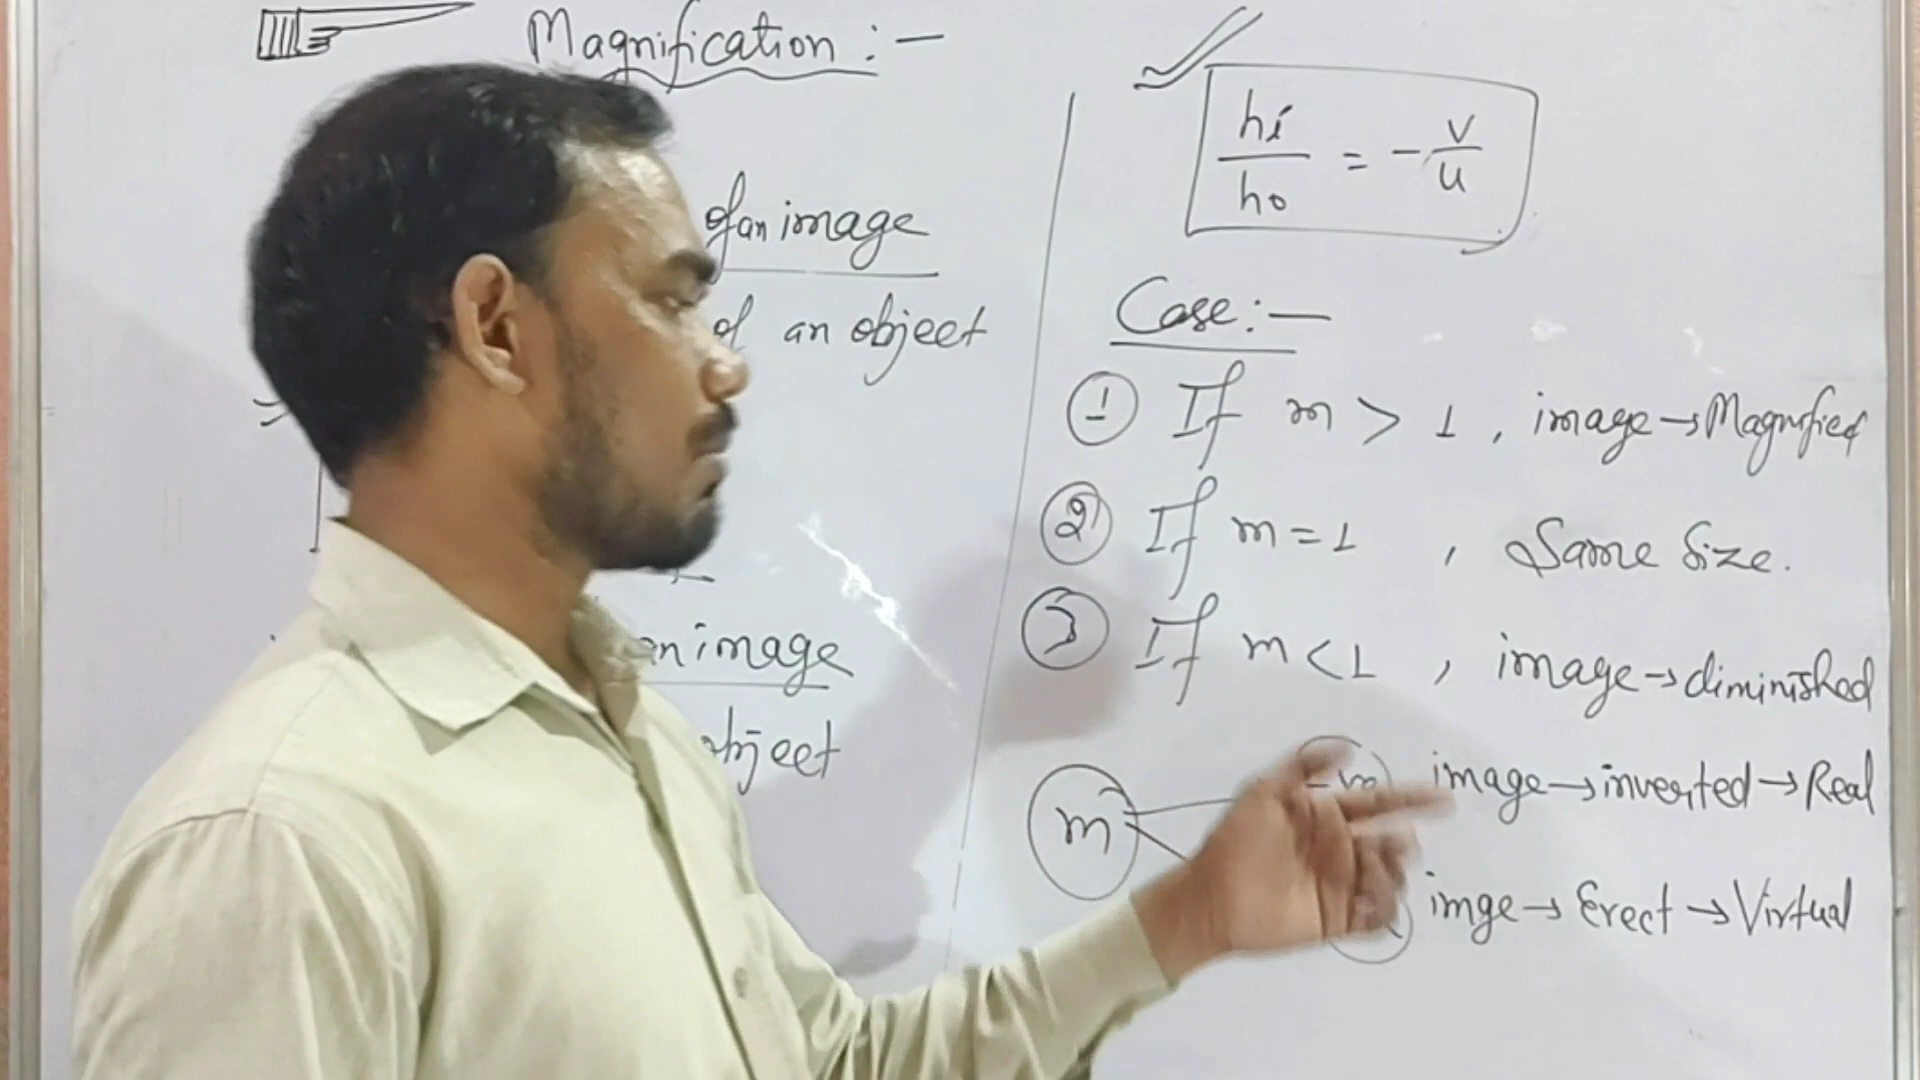 Magnification :-
of an image
of an object
an image
object
hi/ho = - v/u
Case :-
1 If m > 1 , image → Magnified
2 If m = 1 , Same Size.
3 If m < 1 , image → diminished
m
-ve image → inverted → Real
imge → Erect → Virtual